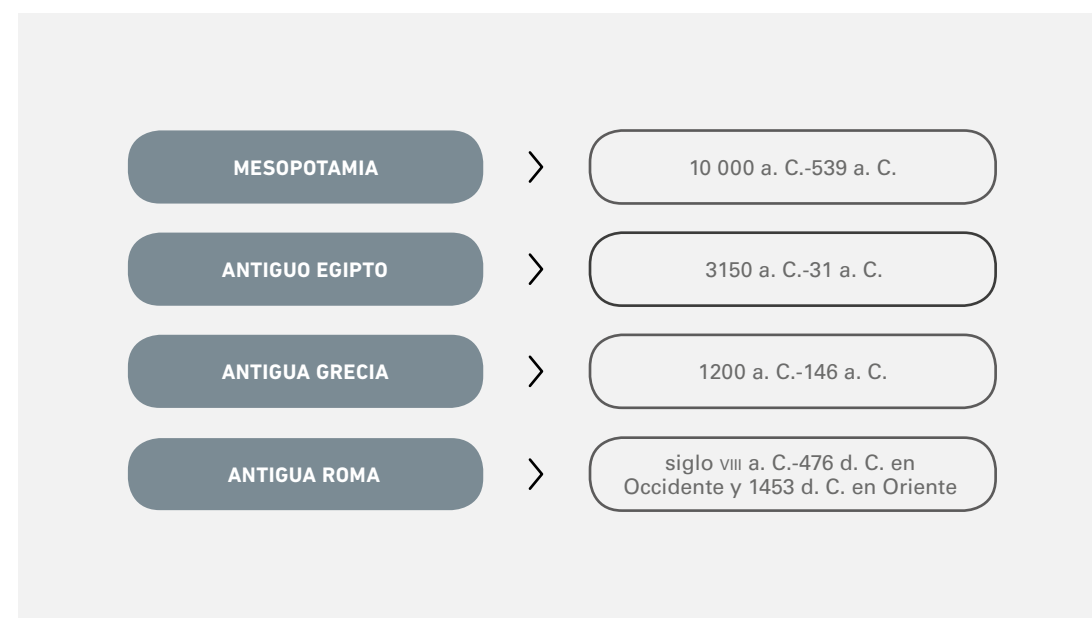 MESOPOTAMIA
10 000 a. C.-539 a. C.
ANTIGUO EGIPTO
3150 a. C.-31 a. C.
ANTIGUA GRECIA
1200 a. C.-146 a. C.
ANTIGUA ROMA
siglo VIII a. C.-476 d. C. en
Occidente y 1453 d. C. en Oriente